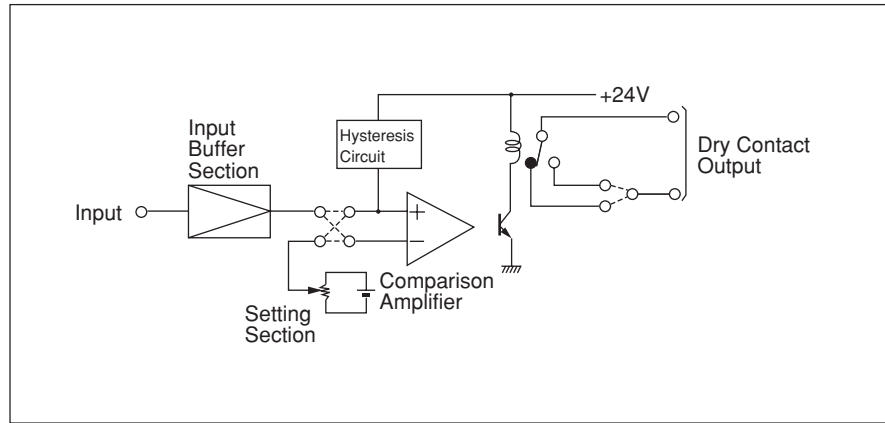 +24V
Input
Buffer
Section
Hysteresis
Circuit
Dry Contact
Output
Input
+
−
Comparison
Amplifier
Setting
Section